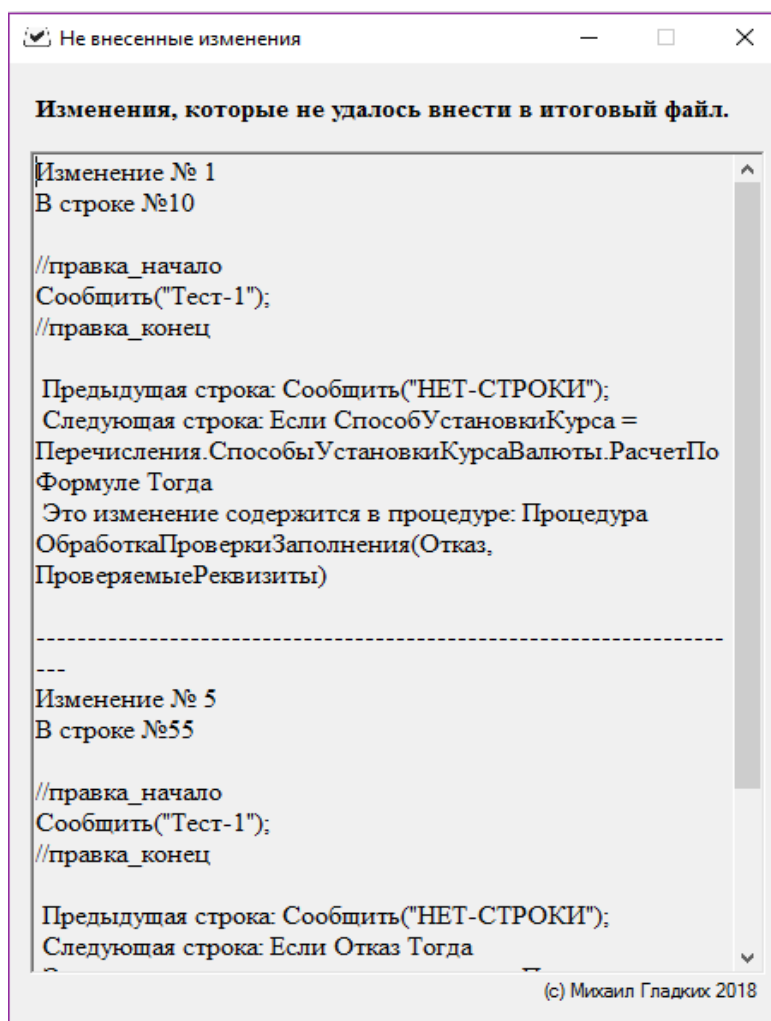 Не внесенные изменения
Изменения, которые не удалось внести в итоговый файл.
Изменение № 1
В строке №10
//правка_начало
Сообщить("Тест-1");
//правка_конец
Предыдущая строка: Сообщить("НЕТ-СТРОКИ");
Следующая строка: Если СпособУстановкиКурса =
Перечисления.СпособыУстановкиКурсаВалюты.РасчетПо
Формуле Тогда
Это изменение содержится в процедуре: Процедура
ОбработкаПроверкиЗаполнения(Отказ,
ПроверяемыеРеквизиты)
-------------------------------------------------------------------
---
Изменение № 5
В строке №55
//правка_начало
Сообщить("Тест-1");
//правка_конец
Предыдущая строка: Сообщить("НЕТ-СТРОКИ");
Следующая строка: Если Отказ Тогда
(c) Михаил Гладких 2018